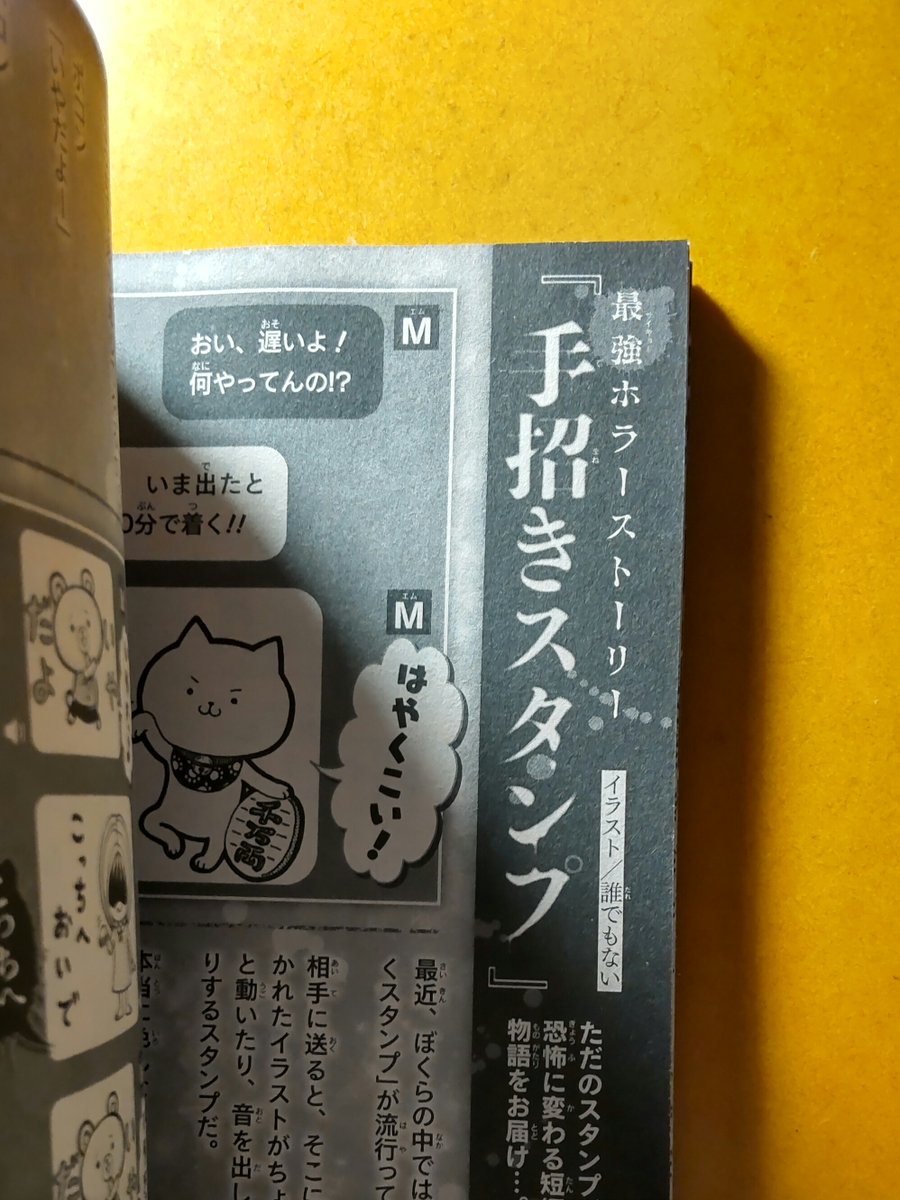 最強ホラーストーリー
『手招きスタンプ』
イラスト／誰でもない
ただのスタンプ
恐怖に変わる短
物語をお届け…。
M
おい、遅いよ！
何やってんの!?
いま出たと
0分で着く!!
M
はやくこい！
千万両
最近、ぼくらの中では
くスタンプ」が流行って
相手に送ると、そこに
かれたイラストがちょ
と動いたり、音を出し
りするスタンプだ。
こっちへ
おいで